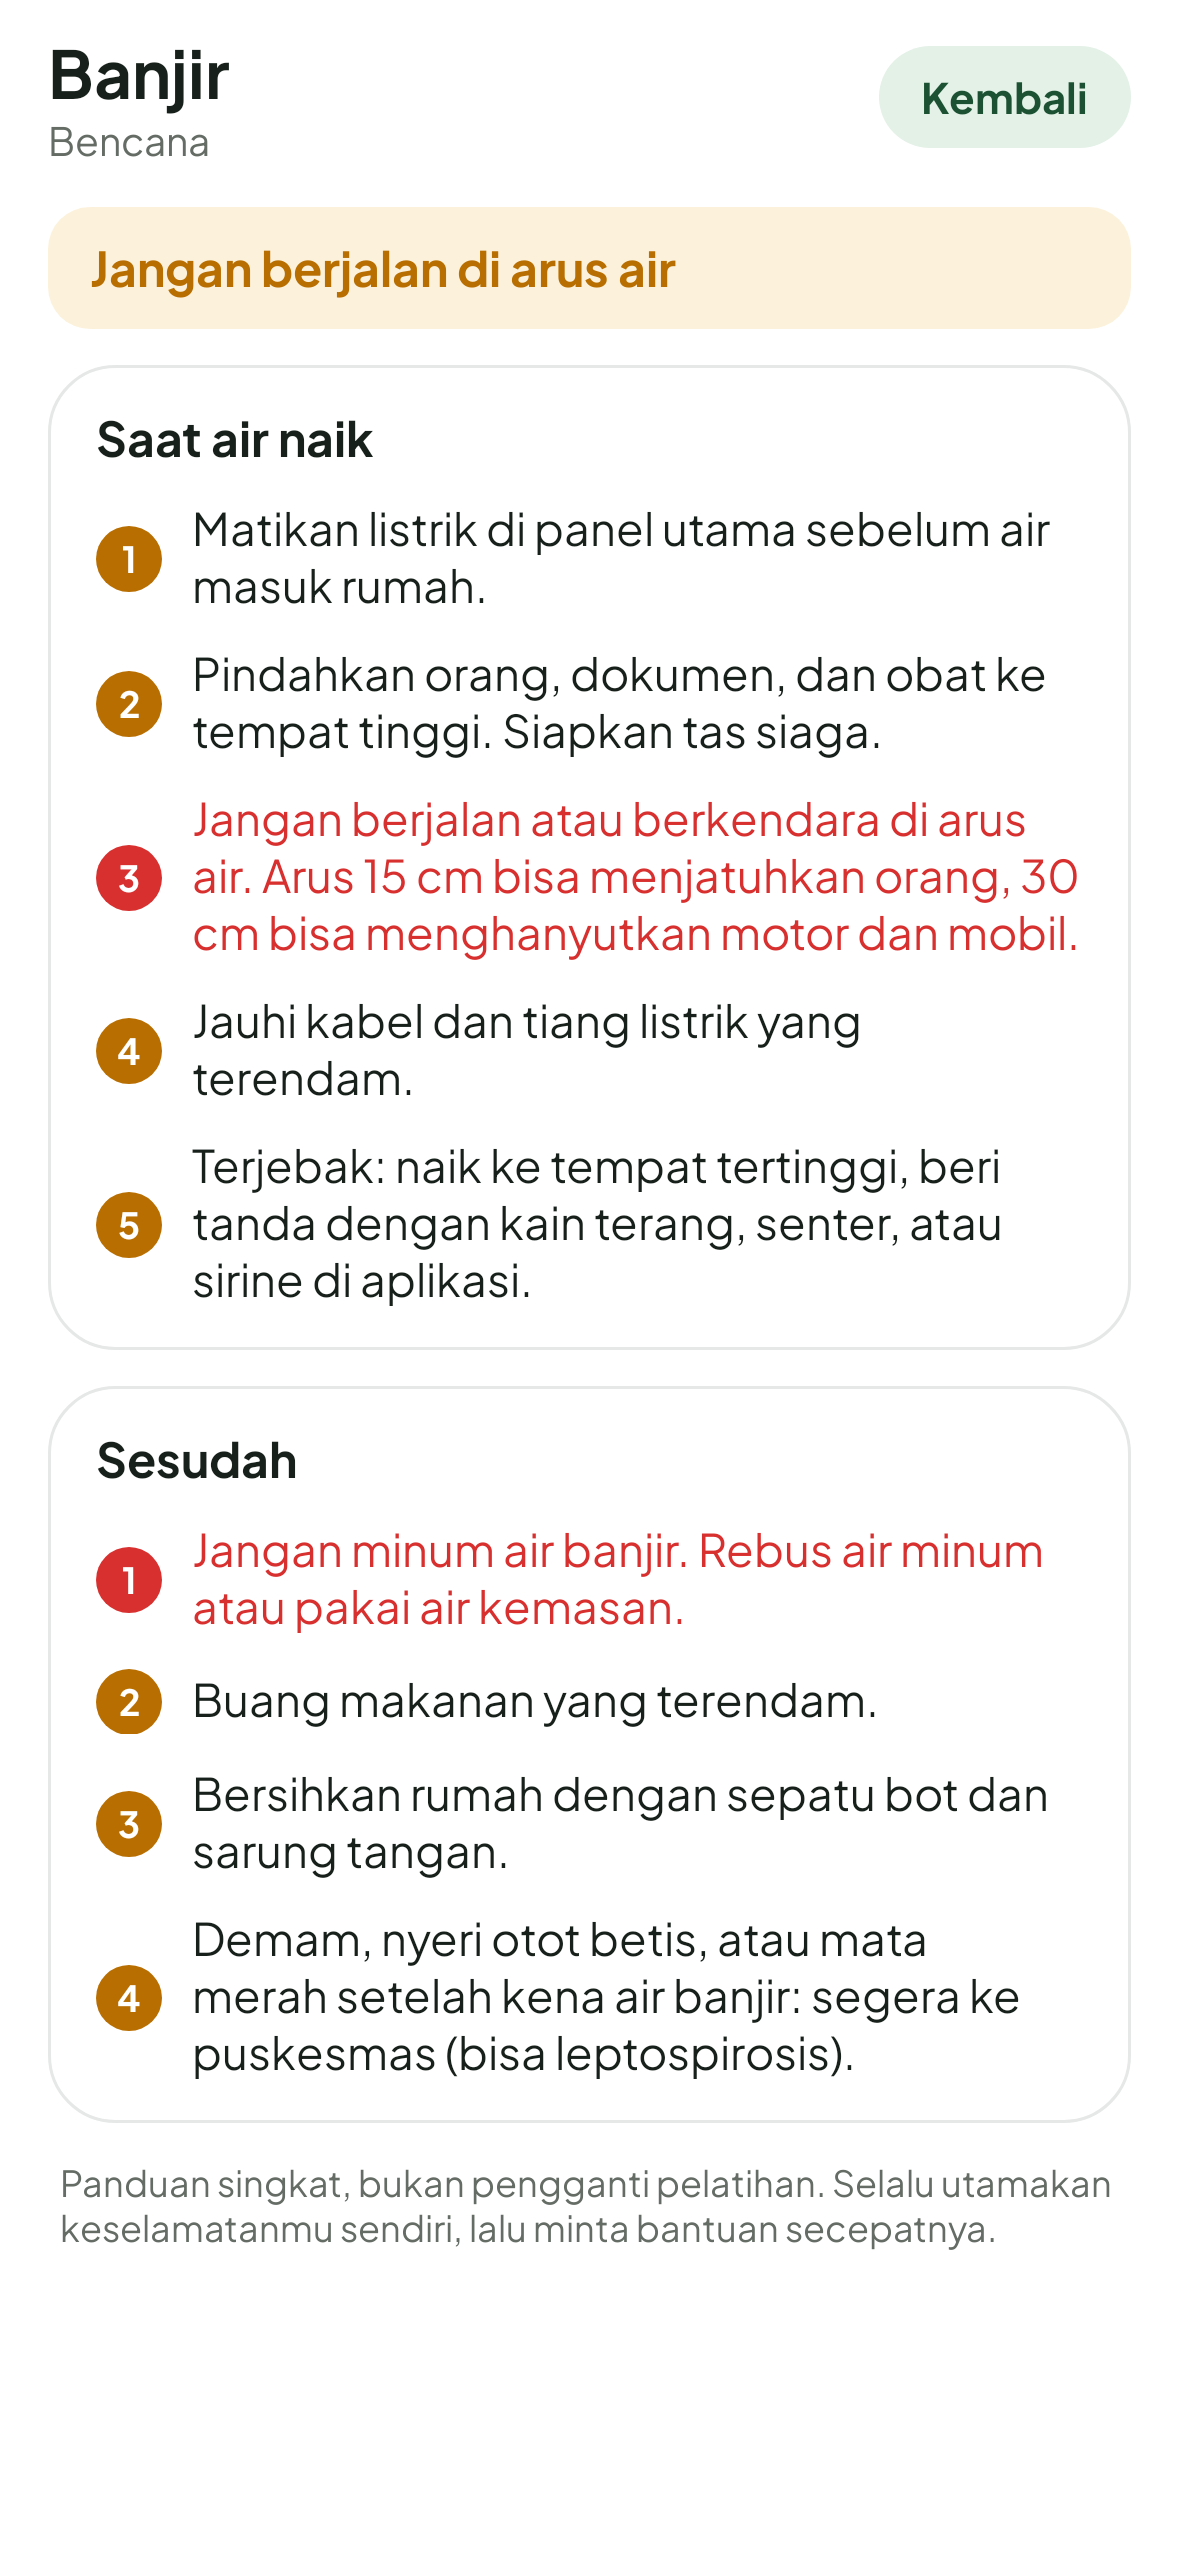 Banjir
Bencana
Kembali
Jangan berjalan di arus air
Saat air naik
1
Matikan listrik di panel utama sebelum air
masuk rumah.
2
Pindahkan orang, dokumen, dan obat ke
tempat tinggi. Siapkan tas siaga.
3
Jangan berjalan atau berkendara di arus
air. Arus 15 cm bisa menjatuhkan orang, 30
cm bisa menghanyutkan motor dan mobil.
4
Jauhi kabel dan tiang listrik yang
terendam.
5
Terjebak: naik ke tempat tertinggi, beri
tanda dengan kain terang, senter, atau
sirine di aplikasi.
Sesudah
1
Jangan minum air banjir. Rebus air minum
atau pakai air kemasan.
2
Buang makanan yang terendam.
3
Bersihkan rumah dengan sepatu bot dan
sarung tangan.
4
Demam, nyeri otot betis, atau mata
merah setelah kena air banjir: segera ke
puskesmas (bisa leptospirosis).
Panduan singkat, bukan pengganti pelatihan. Selalu utamakan
keselamatanmu sendiri, lalu minta bantuan secepatnya.